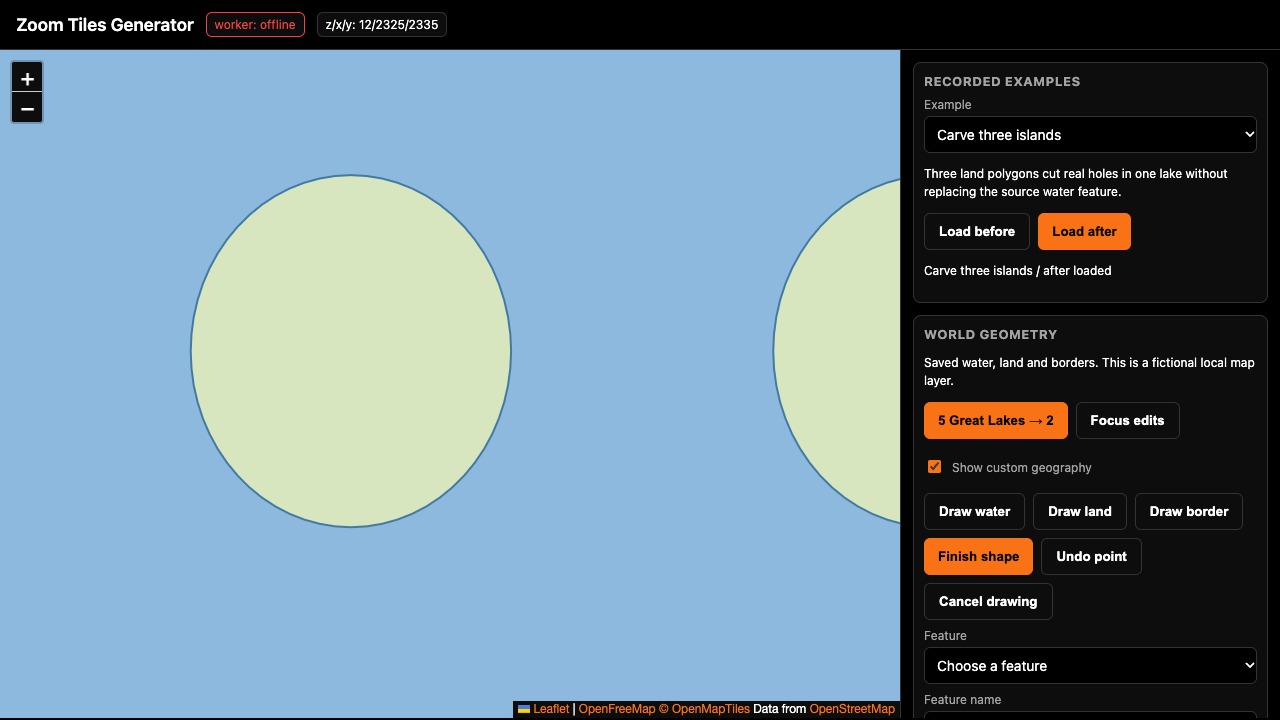 Zoom Tiles Generator
worker: offline
z/x/y: 12/2325/2335
+
−
RECORDED EXAMPLES
Example
Carve three islands
Three land polygons cut real holes in one lake without
replacing the source water feature.
Load before
Load after
Carve three islands / after loaded
WORLD GEOMETRY
Saved water, land and borders. This is a fictional local map
layer.
5 Great Lakes → 2
Focus edits
Show custom geography
Draw water
Draw land
Draw border
Finish shape
Undo point
Cancel drawing
Feature
Choose a feature
Feature name
Leaflet | OpenFreeMap © OpenMapTiles Data from OpenStreetMap